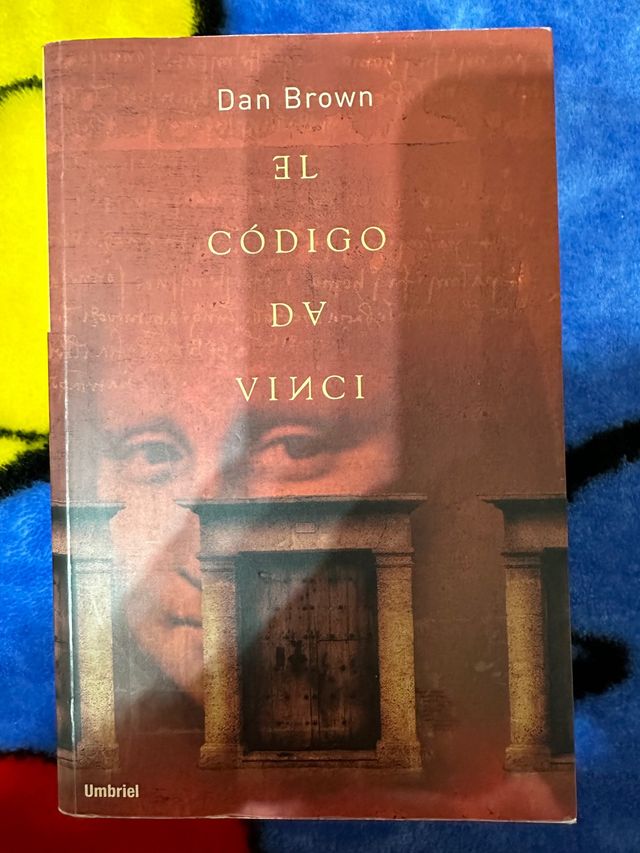 Dan Brown
EL
CÓDIGO
DA
VINCI
Umbriel